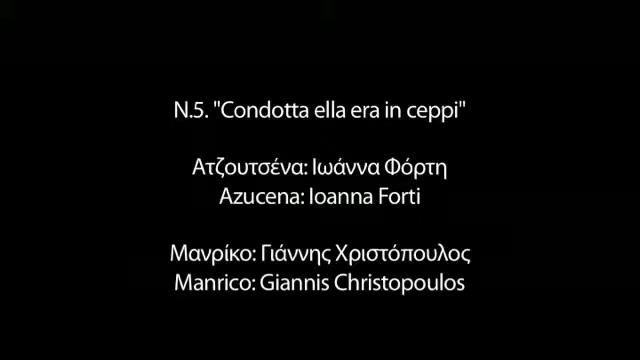 N.5. "Condotta ella era in ceppi"
Ατζουτσένα: Ιωάννα Φόρτη
Azucena: Ioanna Forti
Μανρίκο: Γιάννης Χριστόπουλος
Manrico: Giannis Christopoulos